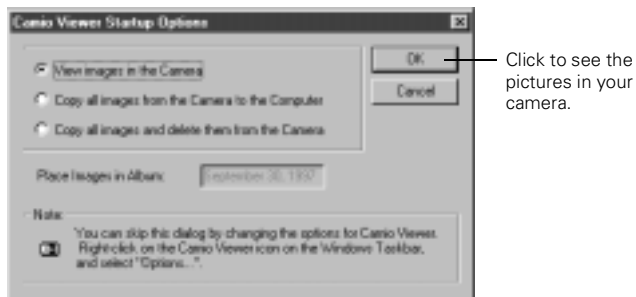 Camio Viewer Startup Options
View images in the Camera
Copy all images from the Camera to the Computer
Copy all images and delete them from the Camera
OK
Cancel
Click to see the
pictures in your
camera.
Place Images in Album:
September 30, 1997
Note:
You can skip this dialog by changing the options for Camio Viewer.
Right-click on the Camio Viewer icon on the Windows Taskbar,
and select "Options...".